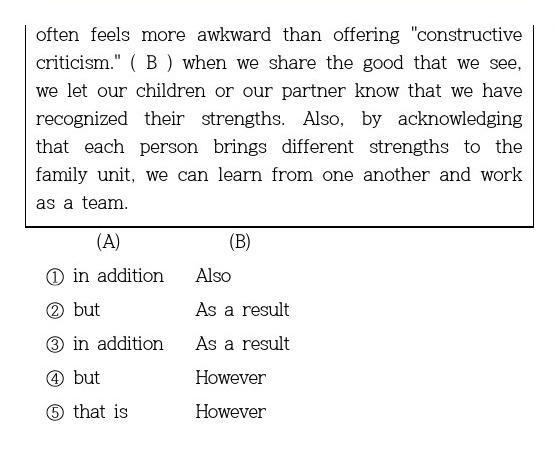 often feels more awkward than offering "constructive
criticism." ( B ) when we share the good that we see,
we let our children or our partner know that we have
recognized their strengths. Also, by acknowledging
that each person brings different strengths to the
family unit, we can learn from one another and work
as a team.
(A) (B)
① in addition Also
② but As a result
③ in addition As a result
④ but However
⑤ that is However